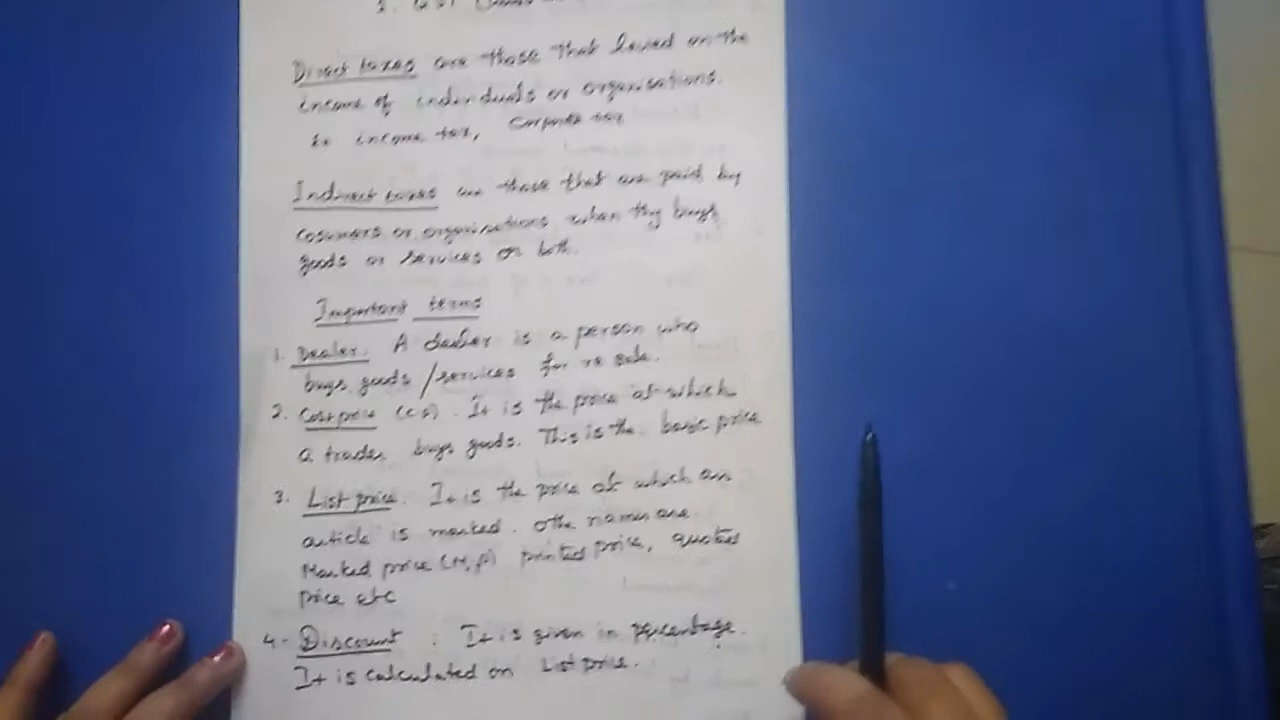 1. GST
Direct taxes are those that levied on the
income of individuals or organisations.
Ex income tax, corporate tax
Indirect taxes are those that are paid by
cosumers or organisations when they buys
goods or services or both.
Important terms
1. Dealer. A dealer is a person who
buys goods/services for re sale.
2. Cost price (C.P). It is the price at which
a trader buys goods. This is the basic price
3. List price. It is the price at which an
article is marked. Othe names are
Marked price (M.P) printed price, quoted
price etc
4. Discount : It is given in percentage.
It is calculated on List price.